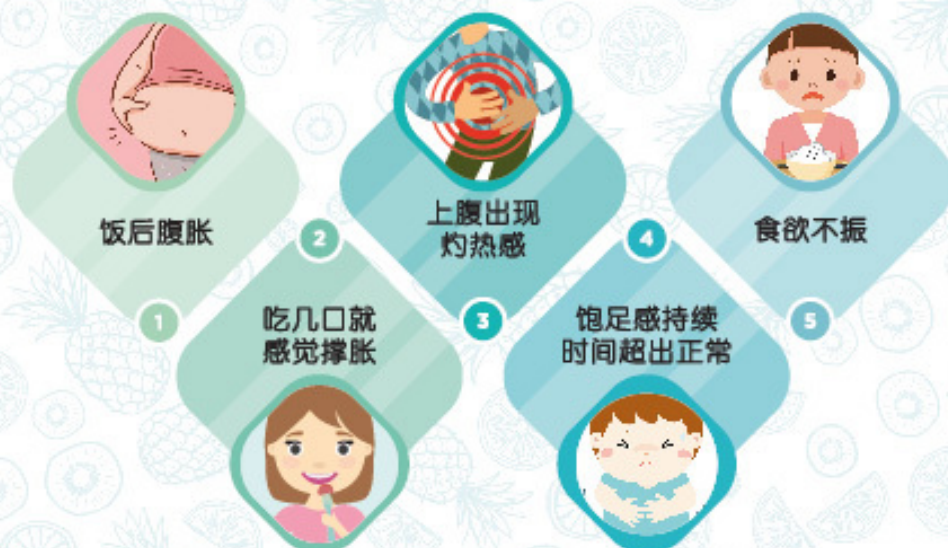 饭后腹胀
1
2
吃几口就
感觉撑胀
上腹出现
灼热感
3
4
饱足感持续
时间超出正常
食欲不振
5